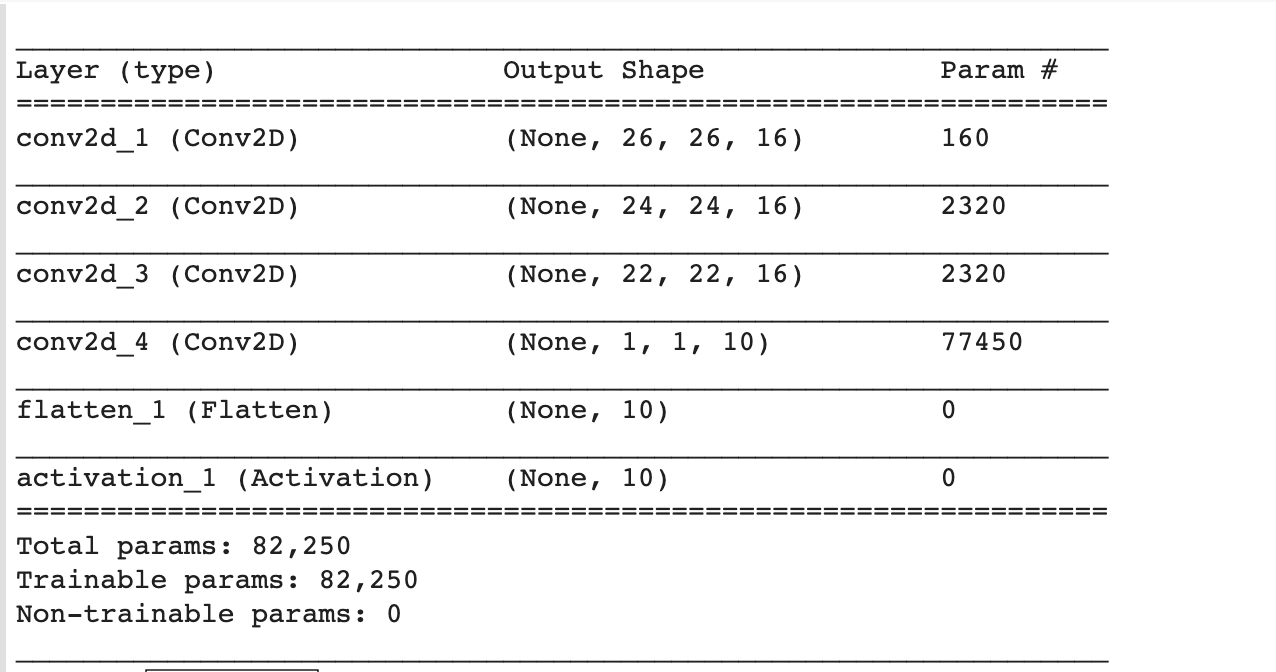 Layer (type) Output Shape Param #
=================================================================
conv2d_1 (Conv2D) (None, 26, 26, 16) 160
conv2d_2 (Conv2D) (None, 24, 24, 16) 2320
conv2d_3 (Conv2D) (None, 22, 22, 16) 2320
conv2d_4 (Conv2D) (None, 1, 1, 10) 77450
flatten_1 (Flatten) (None, 10) 0
activation_1 (Activation) (None, 10) 0
=================================================================
Total params: 82,250
Trainable params: 82,250
Non-trainable params: 0